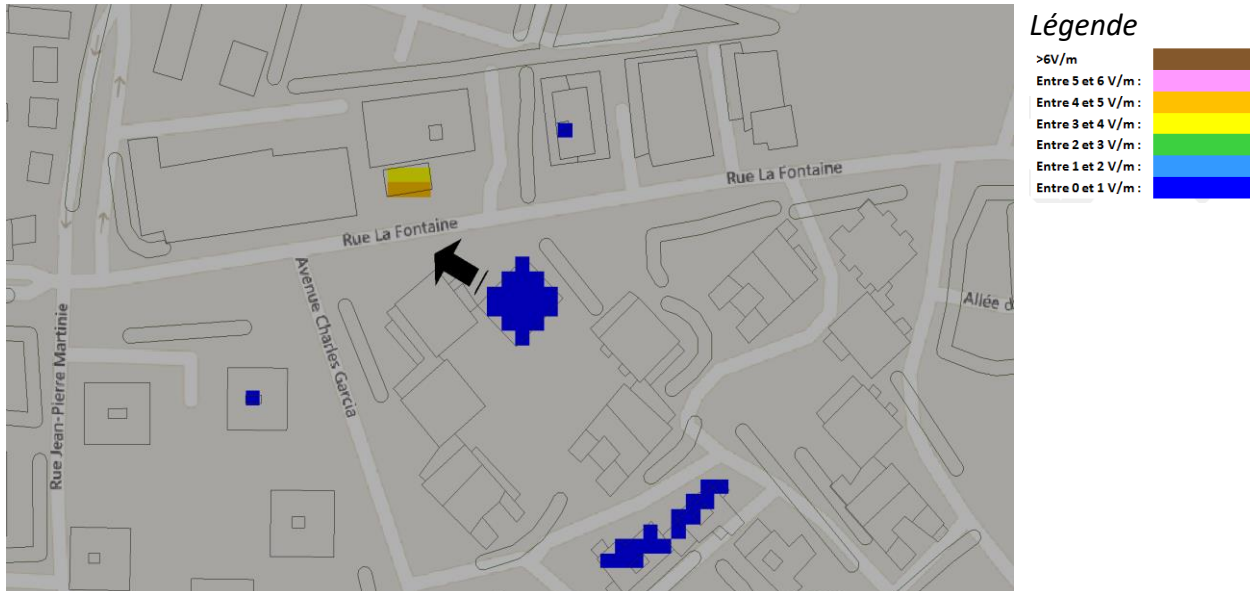 Légende
>6V/m
Entre 5 et 6 V/m :
Entre 4 et 5 V/m :
Entre 3 et 4 V/m :
Entre 2 et 3 V/m :
Entre 1 et 2 V/m :
Entre 0 et 1 V/m :
Rue La Fontaine
Rue La Fontaine
Avenue Charles Garcia
Rue Jean-Pierre Martinie
Allée d